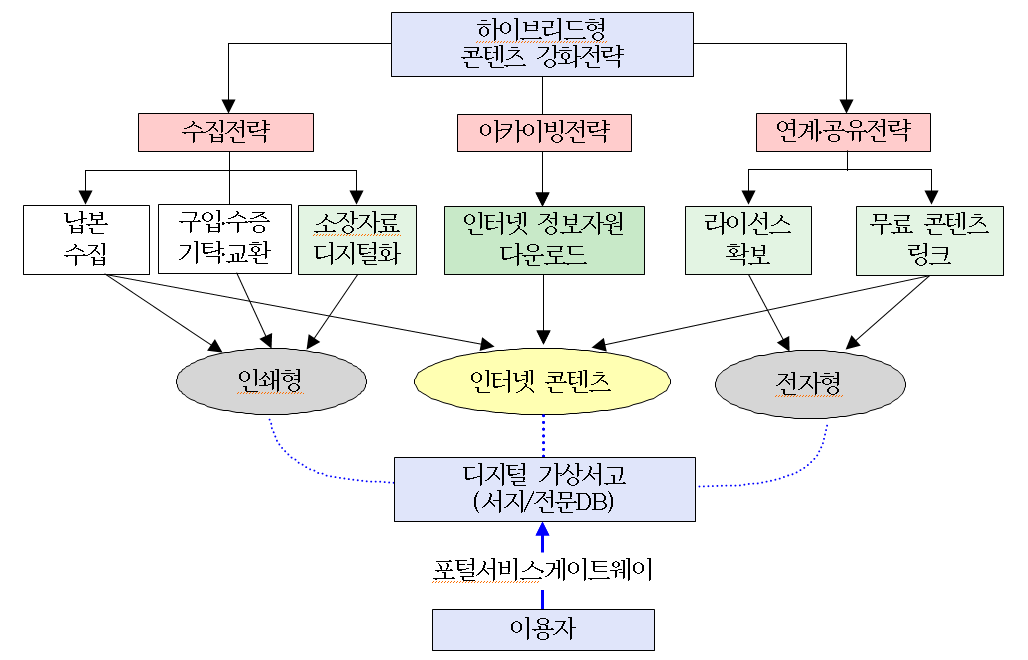 하이브리드형
콘텐츠 강화전략
수집전략
아카이빙전략
연계·공유전략
납본
수집
구입·수증
기탁·교환
소장자료
디지털화
인터넷 정보자원
다운로드
라이선스
확보
무료 콘텐츠
링크
인쇄형
인터넷 콘텐츠
전자형
디지털 가상서고
(서지/전문DB)
포털서비스·게이트웨이
이용자